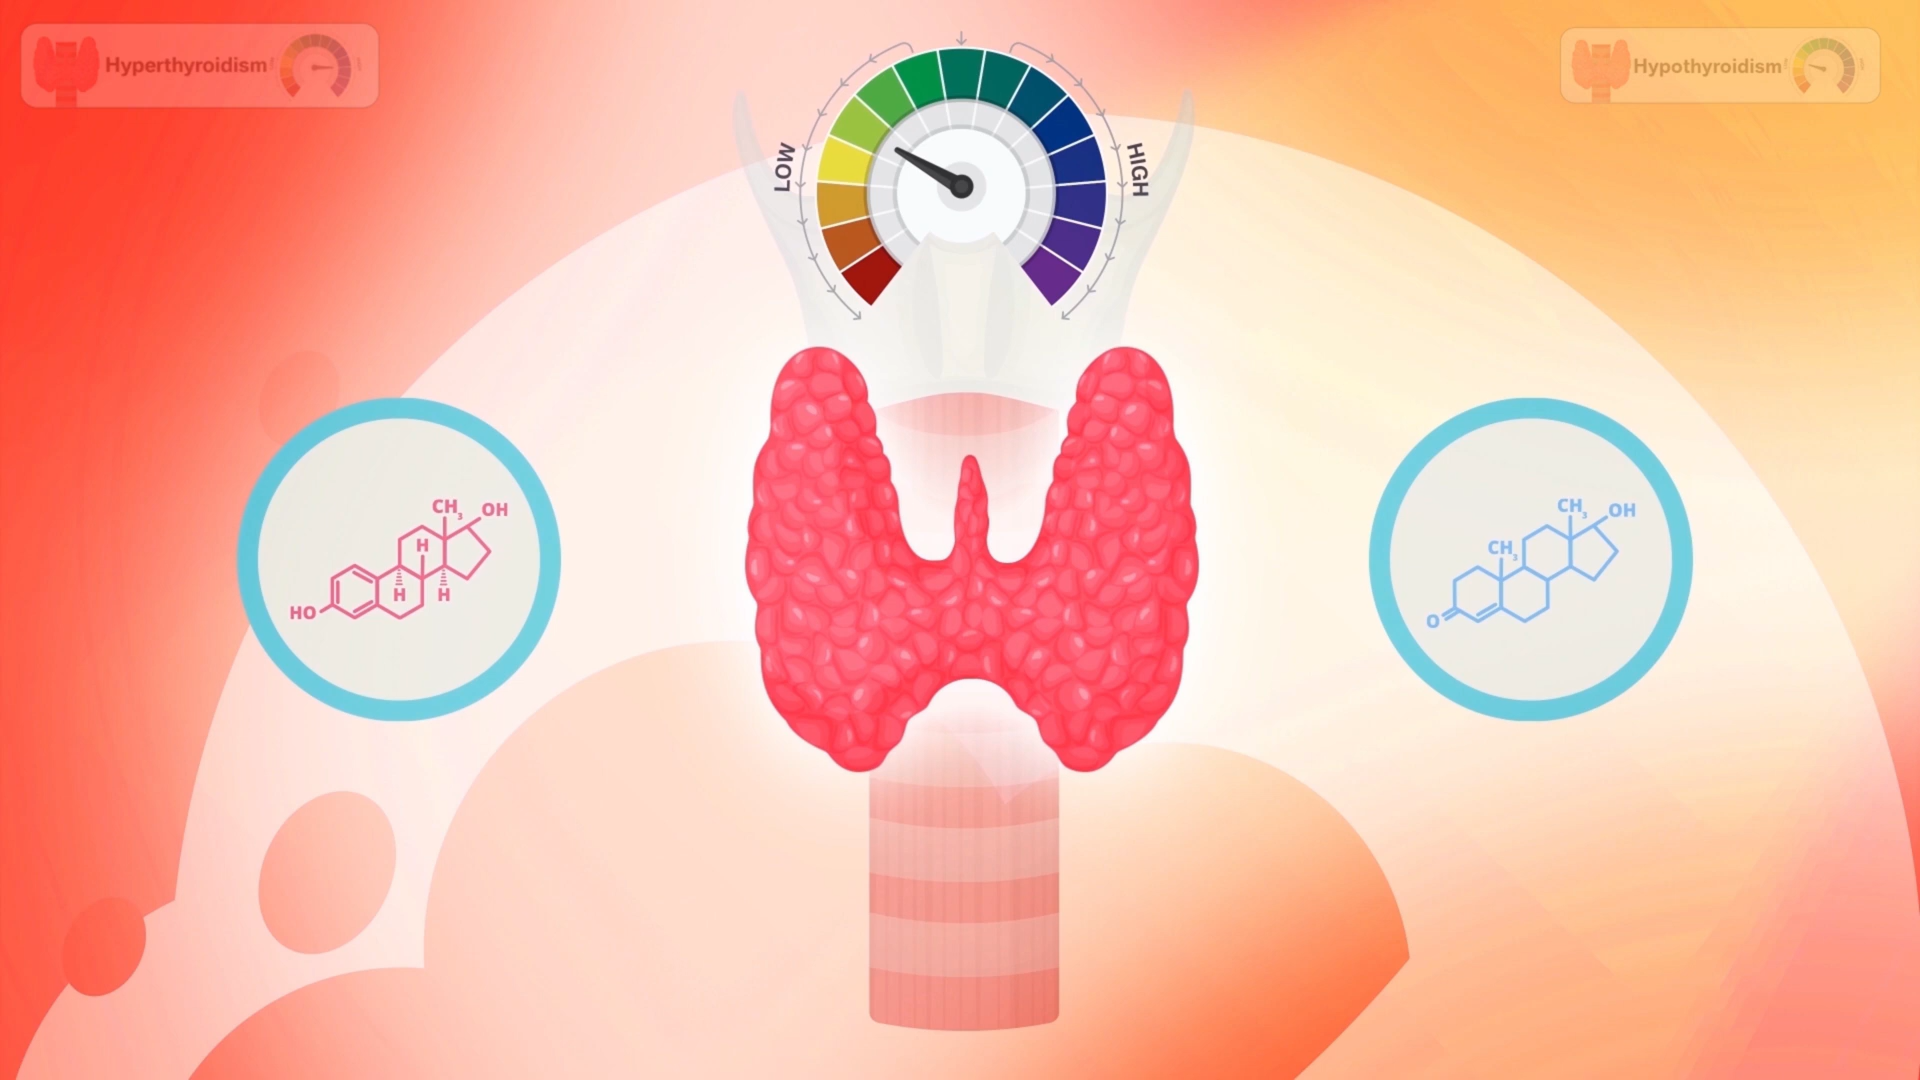 Hyperthyroidism
Hypothyroidism
LOW
HIGH
CH₃
OH
H
H
H
HO
CH₃
OH
CH₃
O